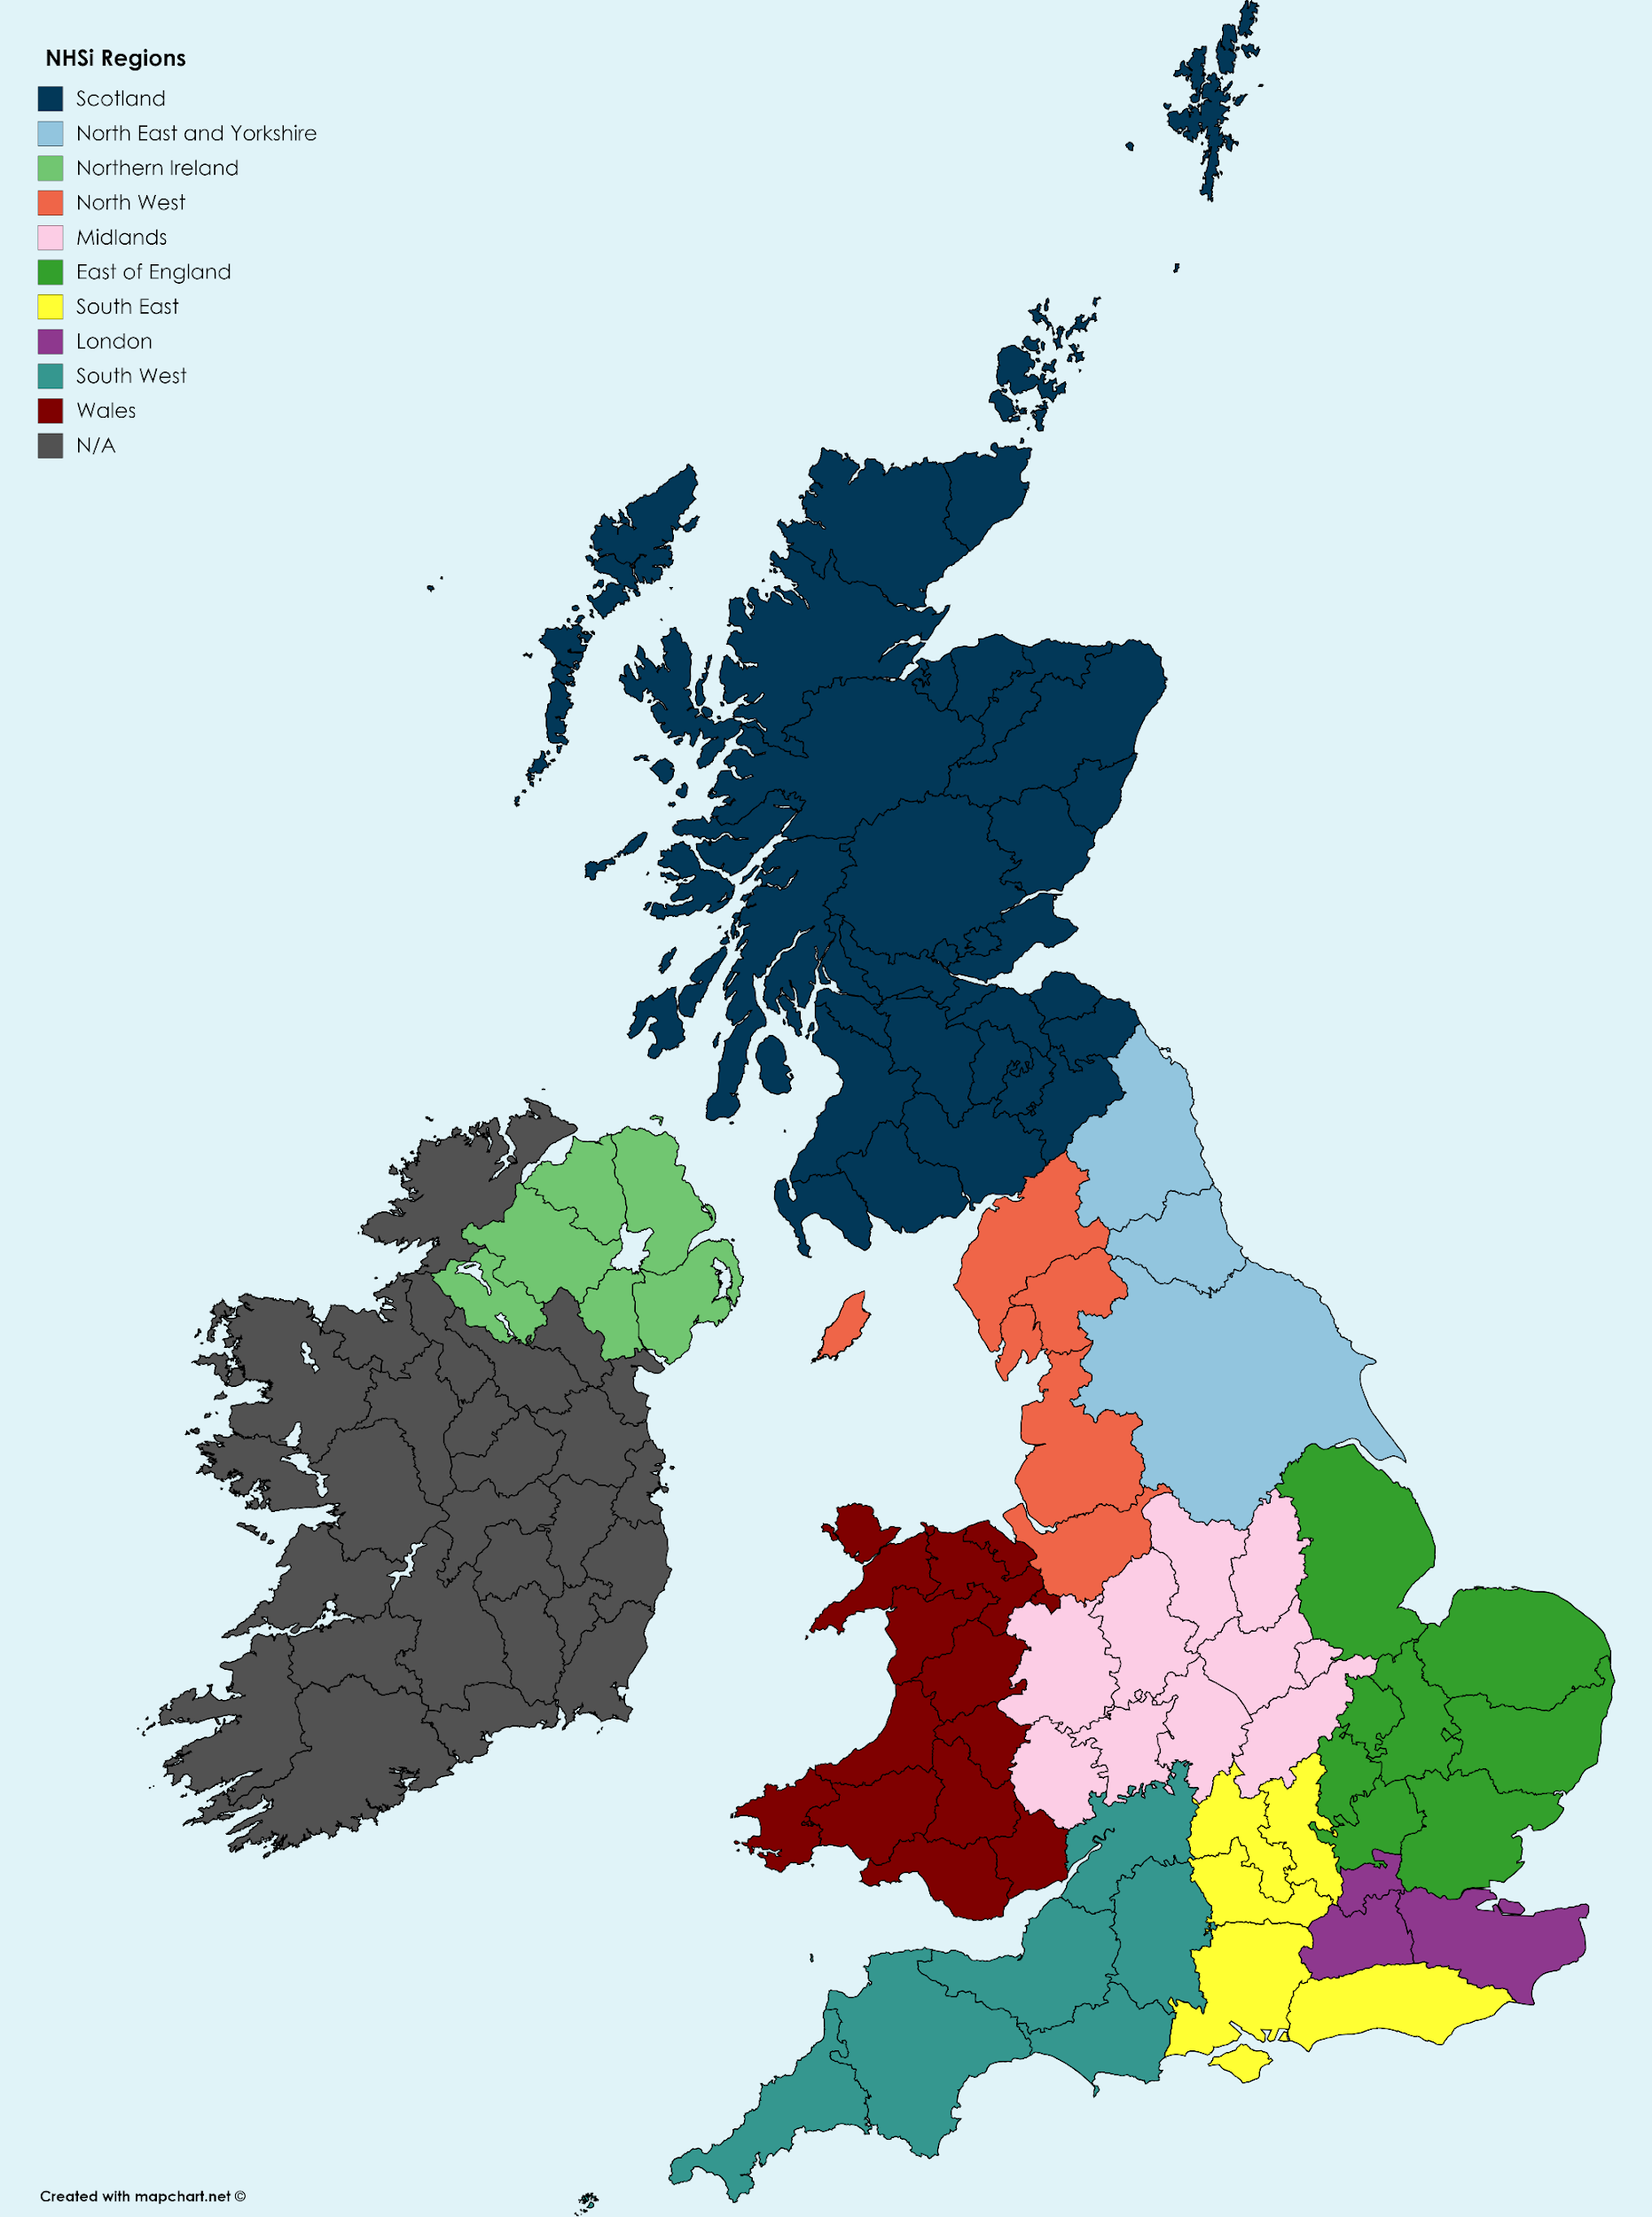 NHSi Regions
Scotland
North East and Yorkshire
Northern Ireland
North West
Midlands
East of England
South East
London
South West
Wales
N/A
Created with mapchart.net ©